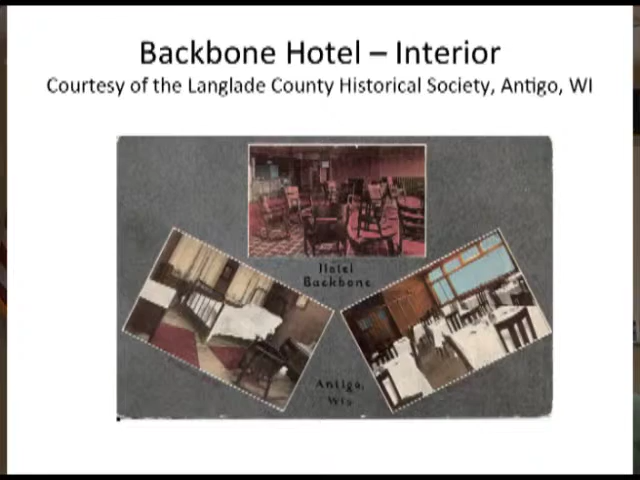 Backbone Hotel – Interior
Courtesy of the Langlade County Historical Society, Antigo, WI
Hotel
Backbone
Antigo,
Wis